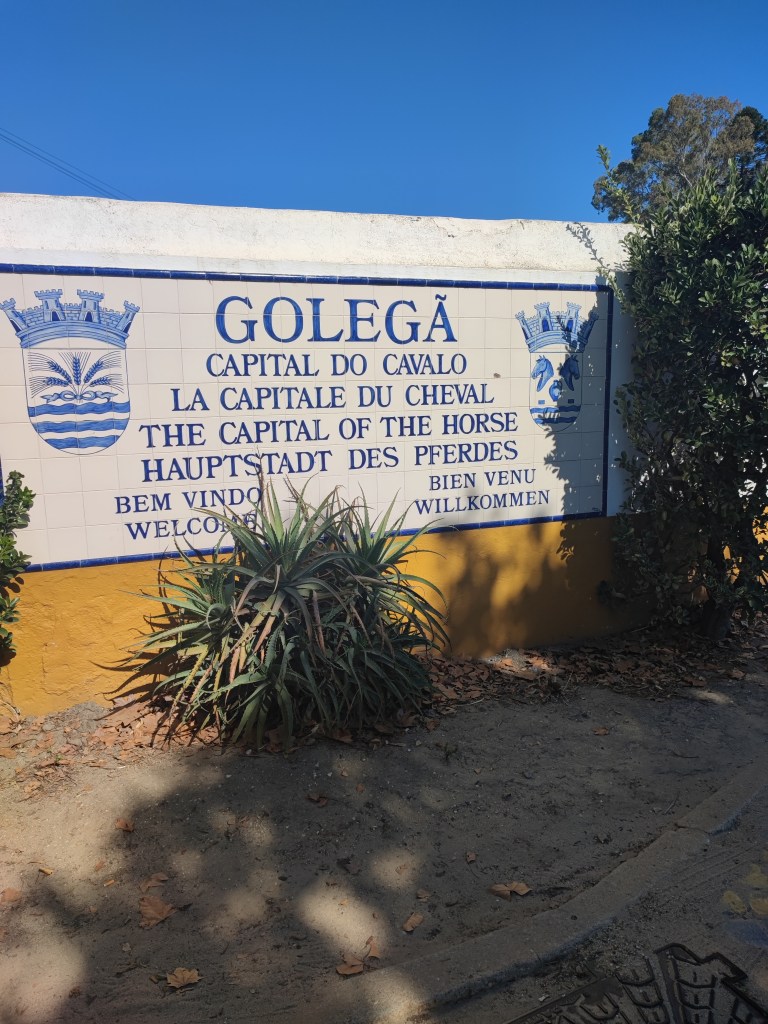 GOLEGÃ
CAPITAL DO CAVALO
LA CAPITALE DU CHEVAL
THE CAPITAL OF THE HORSE
HAUPTSTADT DES PFERDES
BEM VINDO
WELCOME
BIEN VENU
WILLKOMMEN